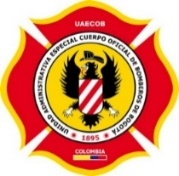 UAECOB
UNIDAD ADMINISTRATIVA ESPECIAL CUERPO OFICIAL DE BOMBEROS DE BOGOTÁ
1895
COLOMBIA